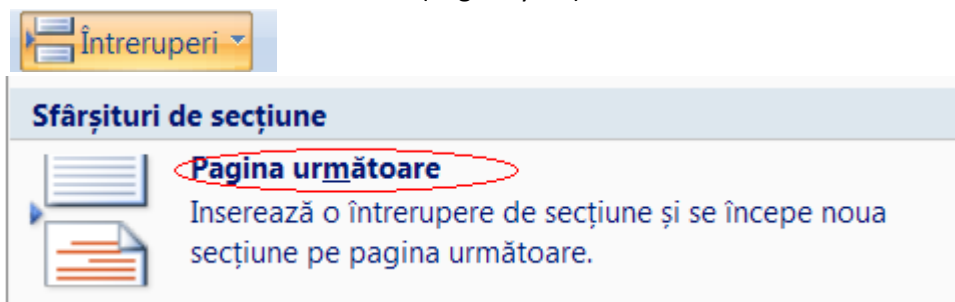 Întreruperi
Sfârșituri de secțiune
Pagina următoare
Inserează o întrerupere de secțiune și se începe noua
secțiune pe pagina următoare.